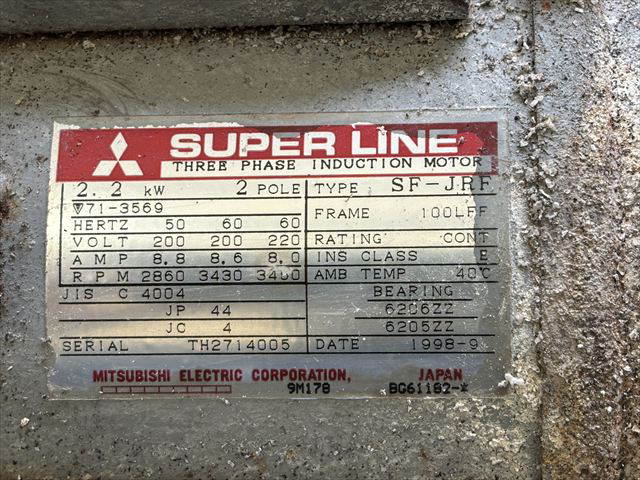 SUPER LINE
THREE PHASE INDUCTION MOTOR
2.2 kW 2 POLE TYPE SF-JRF
▽71-3569 FRAME 100LFF
HERTZ 50 60 60
VOLT 200 200 220 RATING CONT
AMP 8.8 8.6 8.0 INS CLASS E
RPM 2860 3430 3460 AMB TEMP 40℃
JIS C 4004 BEARING
JP 44 6206ZZ
JC 4 6205ZZ
SERIAL TH2714005 DATE 1998-9
MITSUBISHI ELECTRIC CORPORATION, JAPAN
9M178 BG61182-*